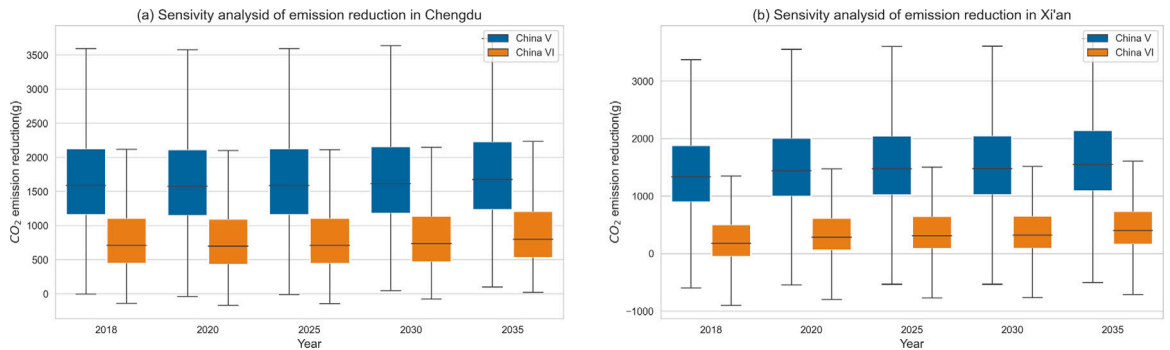 (a) Sensivity analysid of emission reduction in Chengdu
China V
China VI
3500
3000
2500
2000
1500
1000
500
0
CO₂ emission reduction(g)
2018 2020 2025 2030 2035
Year
(b) Sensivity analysid of emission reduction in Xi'an
China V
China VI
3000
2000
1000
0
−1000
CO₂ emission reduction(g)
2018 2020 2025 2030 2035
Year